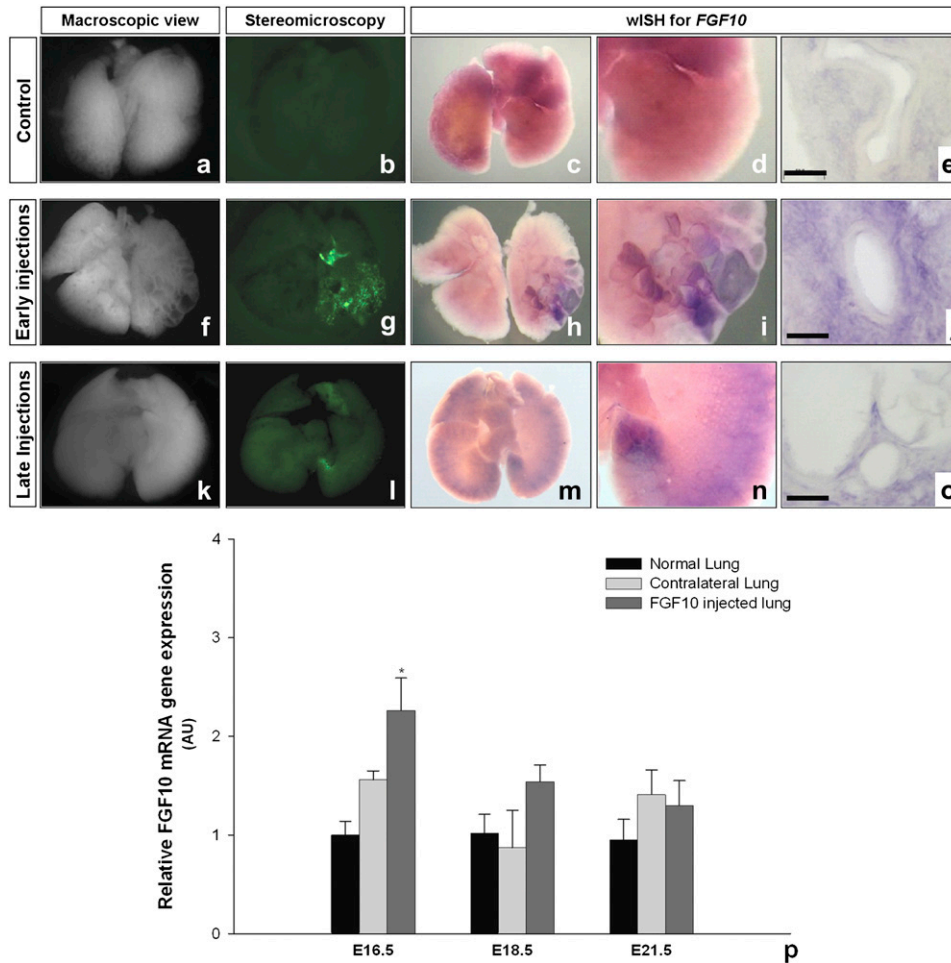 Macroscopic view
Stereomicroscopy
wISH for FGF10
Control
a
b
c
d
e
Early injections
f
g
h
i
Late Injections
k
l
m
n
o
Relative FGF10 mRNA gene expression
(AU)
4
3
2
1
0
Normal Lung
Contralateral Lung
FGF10 injected lung
*
E16.5
E18.5
E21.5
p